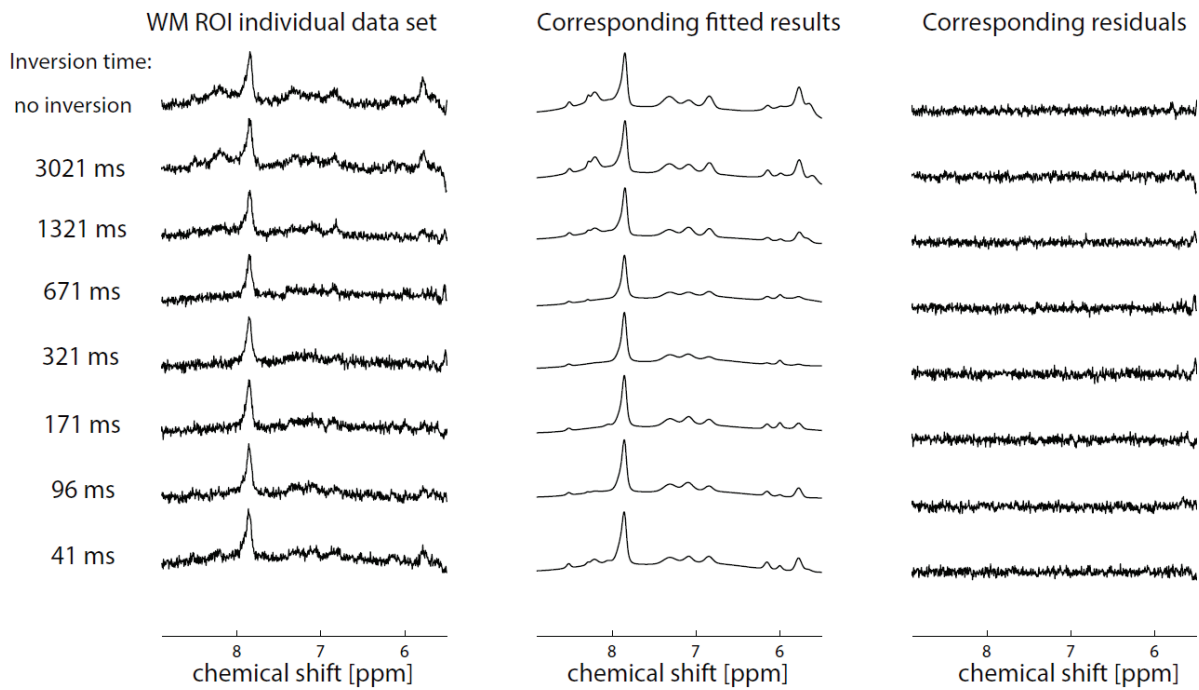 WM ROI individual data set
Corresponding fitted results
Corresponding residuals
Inversion time:
no inversion
3021 ms
1321 ms
671 ms
321 ms
171 ms
96 ms
41 ms
8 7 6
8 7 6
8 7 6
chemical shift [ppm]
chemical shift [ppm]
chemical shift [ppm]